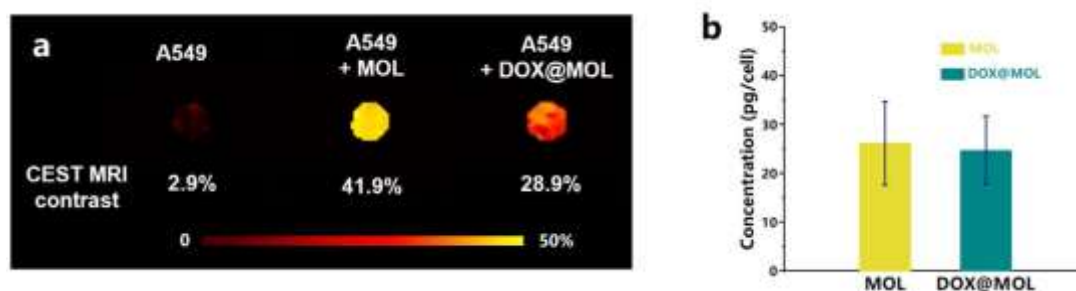 a
A549
A549
+ MOL
A549
+ DOX@MOL
CEST MRI
contrast
2.9%
41.9%
28.9%
0
50%
b
Concentration (pg/cell)
50
40
30
20
10
0
MOL
DOX@MOL
MOL
DOX@MOL